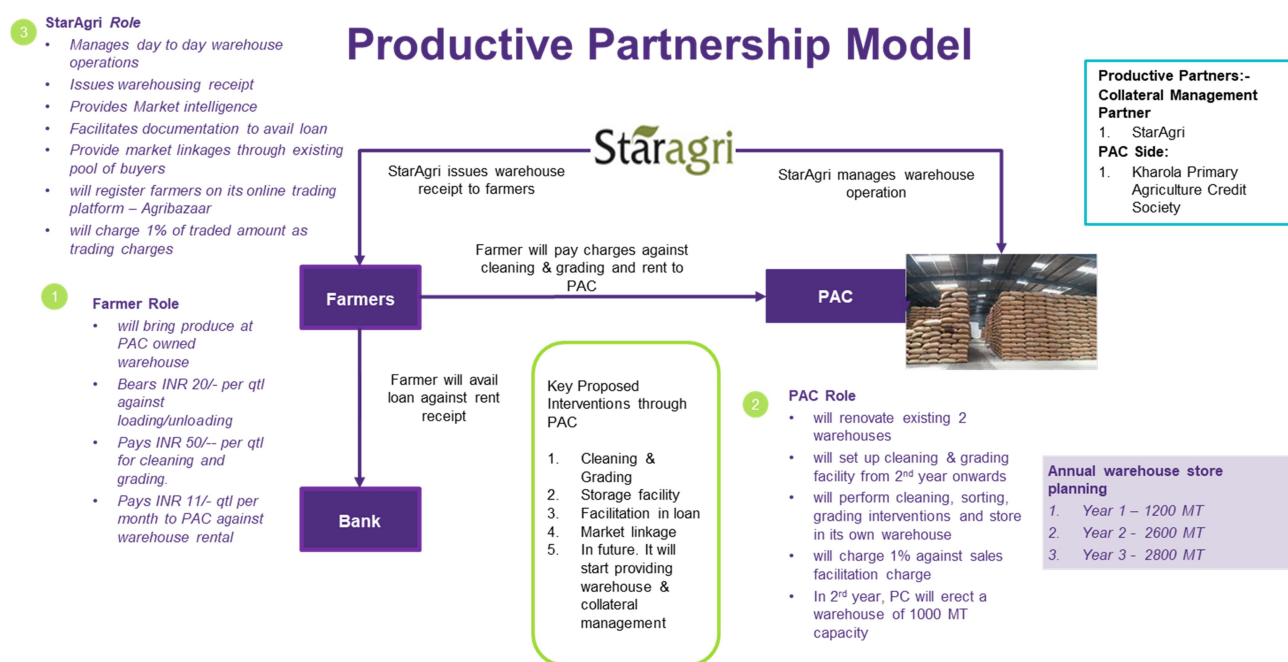 Productive Partnership Model
3
StarAgri Role
• Manages day to day warehouse
operations
• Issues warehousing receipt
• Provides Market intelligence
• Facilitates documentation to avail loan
• Provide market linkages through existing
pool of buyers
• will register farmers on its online trading
platform – Agribazaar
• will charge 1% of traded amount as
trading charges
Productive Partners:-
Collateral Management
Partner
1. StarAgri
PAC Side:
1. Kharola Primary
Agriculture Credit
Society
Staragri
StarAgri issues warehouse
receipt to farmers
StarAgri manages warehouse
operation
Farmer will pay charges against
cleaning & grading and rent to
PAC
Farmers
PAC
1
Farmer Role
• will bring produce at
PAC owned
warehouse
• Bears INR 20/- per qtl
against
loading/unloading
• Pays INR 50/-- per qtl
for cleaning and
grading.
• Pays INR 11/- qtl per
month to PAC against
warehouse rental
Farmer will avail
loan against rent
receipt
Bank
Key Proposed
Interventions through
PAC
1. Cleaning &
Grading
2. Storage facility
3. Facilitation in loan
4. Market linkage
5. In future. It will
start providing
warehouse &
collateral
management
2
PAC Role
• will renovate existing 2
warehouses
• will set up cleaning & grading
facility from 2nd year onwards
• will perform cleaning, sorting,
grading interventions and store
in its own warehouse
• will charge 1% against sales
facilitation charge
• In 2nd year, PC will erect a
warehouse of 1000 MT
capacity
Annual warehouse store
planning
1. Year 1 – 1200 MT
2. Year 2 - 2600 MT
3. Year 3 - 2800 MT